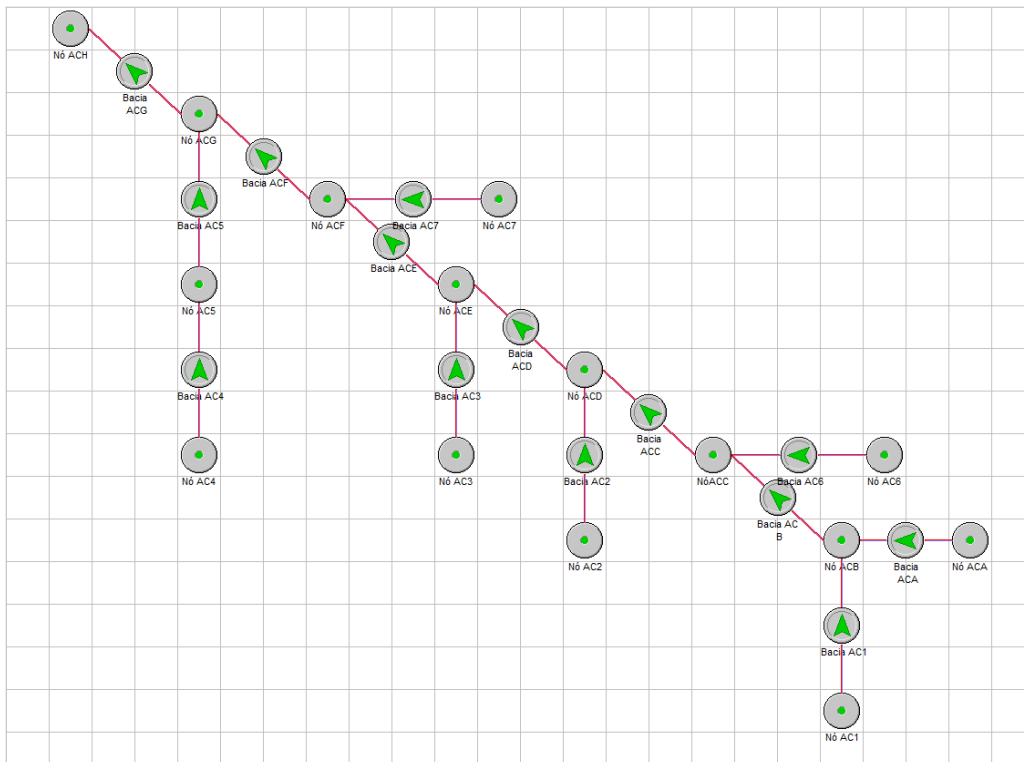 Nó ACH
Bacia
ACG
Nó ACG
Bacia ACF
Bacia AC5
Nó ACF
Bacia AC7
Nó AC7
Bacia ACE
Nó AC5
Nó ACE
Bacia
ACD
Bacia AC4
Bacia AC3
Nó ACD
Bacia
ACC
Nó AC4
Nó AC3
Bacia AC2
NóACC
Bacia AC6
Nó AC6
Bacia AC
B
Nó AC2
Nó ACB
Bacia
ACA
Nó ACA
Bacia AC1
Nó AC1